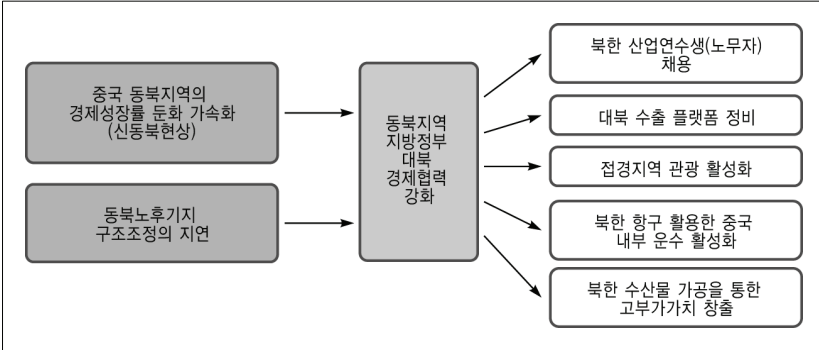 중국 동북지역의
경제성장률 둔화 가속화
(신동북현상)
동북노후기지
구조조정의 지연
동북지역
지방정부
대북
경제협력
강화
북한 산업연수생(노무자)
채용
대북 수출 플랫폼 정비
접경지역 관광 활성화
북한 항구 활용한 중국
내부 운수 활성화
북한 수산물 가공을 통한
고부가가치 창출